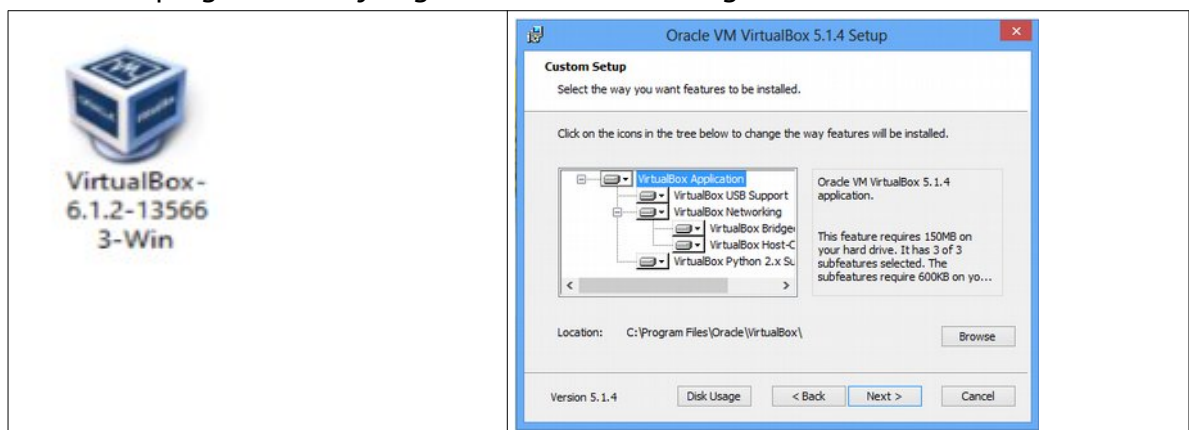 VirtualBox-
6.1.2-13566
3-Win
Oracle VM VirtualBox 5.1.4 Setup
Custom Setup
Select the way you want features to be installed.
Click on the icons in the tree below to change the way features will be installed.
VirtualBox Application
VirtualBox USB Support
VirtualBox Networking
VirtualBox Bridge
VirtualBox Host-C
VirtualBox Python 2.x Su
Oracle VM VirtualBox 5.1.4
application.
This feature requires 150MB on
your hard drive. It has 3 of 3
subfeatures selected. The
subfeatures require 600KB on yo...
Location: C:\Program Files\Oracle\VirtualBox\
Browse
Version 5.1.4
Disk Usage
< Back
Next >
Cancel